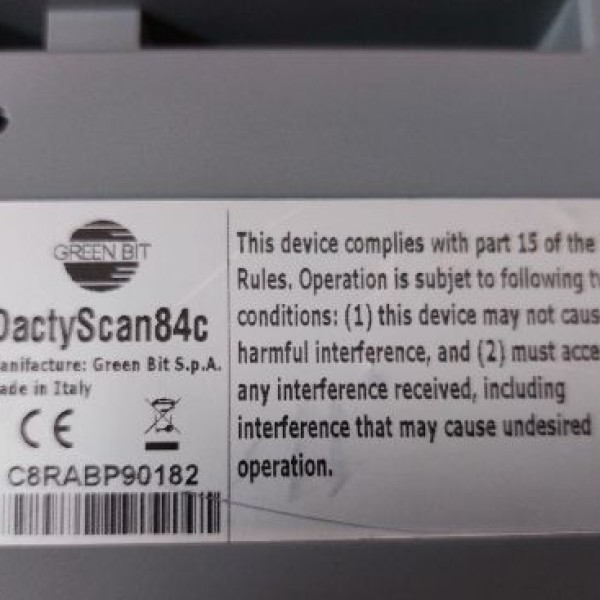 GREEN BIT
DactyScan84c
anifacture: Green Bit S.p.A.
ade in Italy
CE
C8RABP90182
This device complies with part 15 of the
Rules. Operation is subjet to following tw
conditions: (1) this device may not caus
harmful interference, and (2) must acce
any interference received, including
interference that may cause undesired
operation.